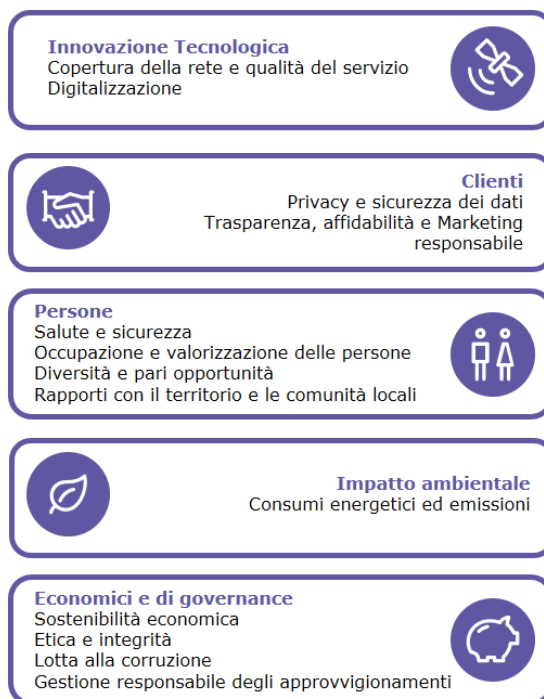 Innovazione Tecnologica
Copertura della rete e qualità del servizio
Digitalizzazione
Clienti
Privacy e sicurezza dei dati
Trasparenza, affidabilità e Marketing
responsabile
Persone
Salute e sicurezza
Occupazione e valorizzazione delle persone
Diversità e pari opportunità
Rapporti con il territorio e le comunità locali
Impatto ambientale
Consumi energetici ed emissioni
Economici e di governance
Sostenibilità economica
Etica e integrità
Lotta alla corruzione
Gestione responsabile degli approvvigionamenti